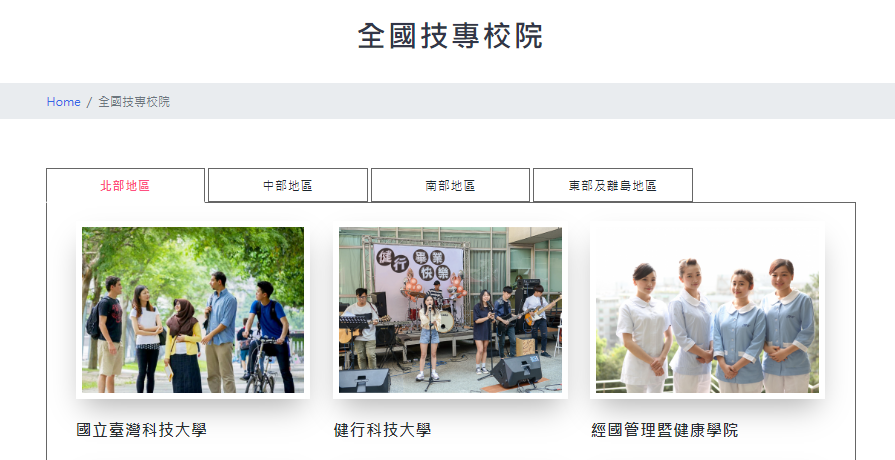 全國技專校院
Home / 全國技専校院
北部地區
中部地區
南部地區
東部及離島地區
健行 畢業快樂
國立臺灣科技大學
健行科技大學
經國管理暨健康學院